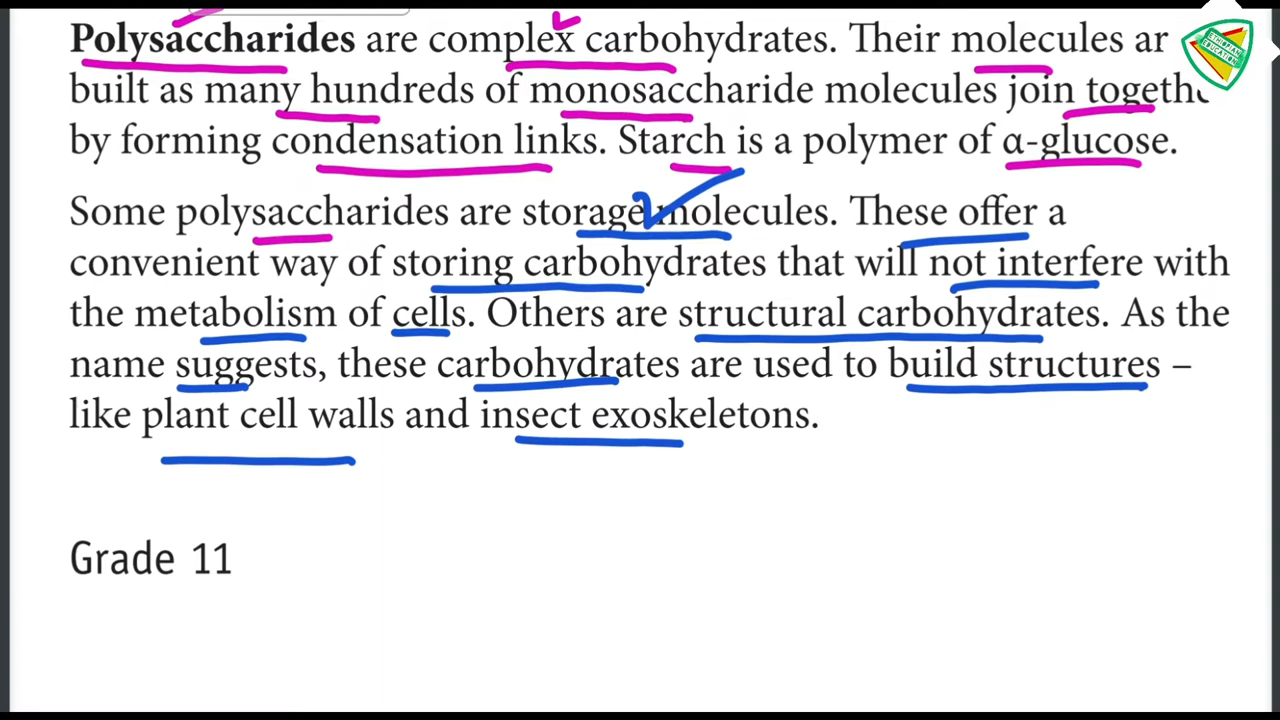 Polysaccharides are complex carbohydrates. Their molecules ar
built as many hundreds of monosaccharide molecules join togethe
by forming condensation links. Starch is a polymer of α-glucose.
Some polysaccharides are storage molecules. These offer a
convenient way of storing carbohydrates that will not interfere with
the metabolism of cells. Others are structural carbohydrates. As the
name suggests, these carbohydrates are used to build structures –
like plant cell walls and insect exoskeletons.
Grade 11
ETHIOPIAN
EDUCATION